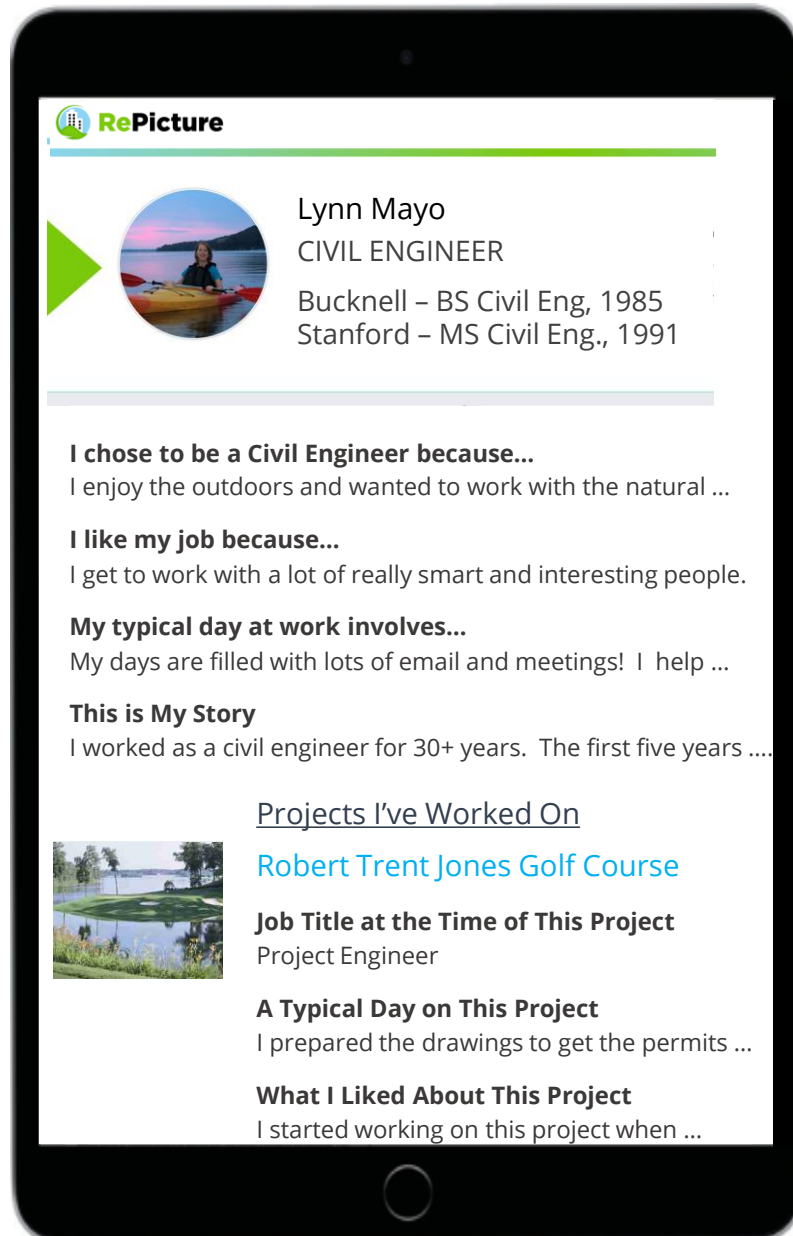 RePicture
Lynn Mayo
CIVIL ENGINEER
Bucknell – BS Civil Eng, 1985
Stanford – MS Civil Eng., 1991
I chose to be a Civil Engineer because...
I enjoy the outdoors and wanted to work with the natural ...
I like my job because...
I get to work with a lot of really smart and interesting people.
My typical day at work involves...
My days are filled with lots of email and meetings!  I  help ...
This is My Story
I worked as a civil engineer for 30+ years.  The first five years ....
Projects I’ve Worked On
Robert Trent Jones Golf Course
Job Title at the Time of This Project
Project Engineer
A Typical Day on This Project
I prepared the drawings to get the permits ...
What I Liked About This Project
I started working on this project when ...